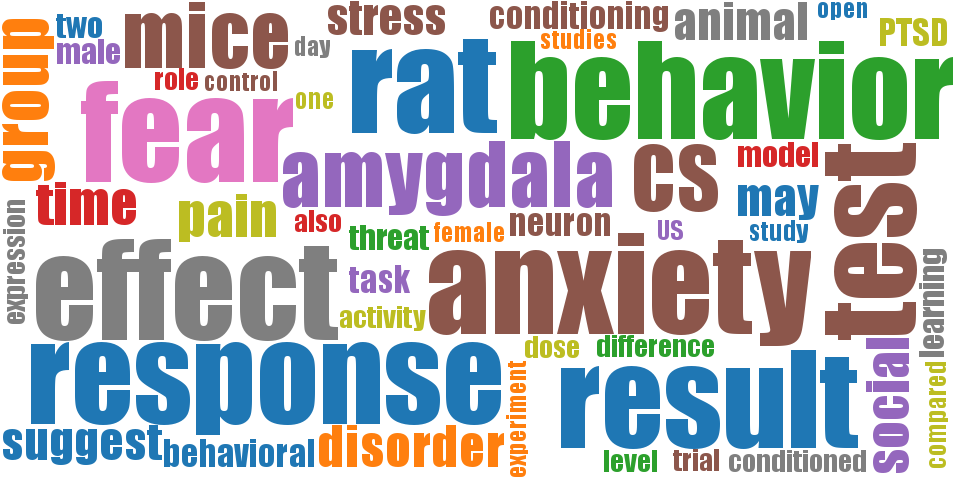 group
two
male
mice
day
stress
conditioning
studies
animal
open
PTSD
role
control
one
fear
rat
behavior
amygdala
CS
model
test
time
pain
also
threat
female
neuron
may
US
study
expression
effect
task
activity
anxiety
learning
response
dose
difference
result
social
compared
suggest
behavioral
disorder
experiment
level
trial
conditioned